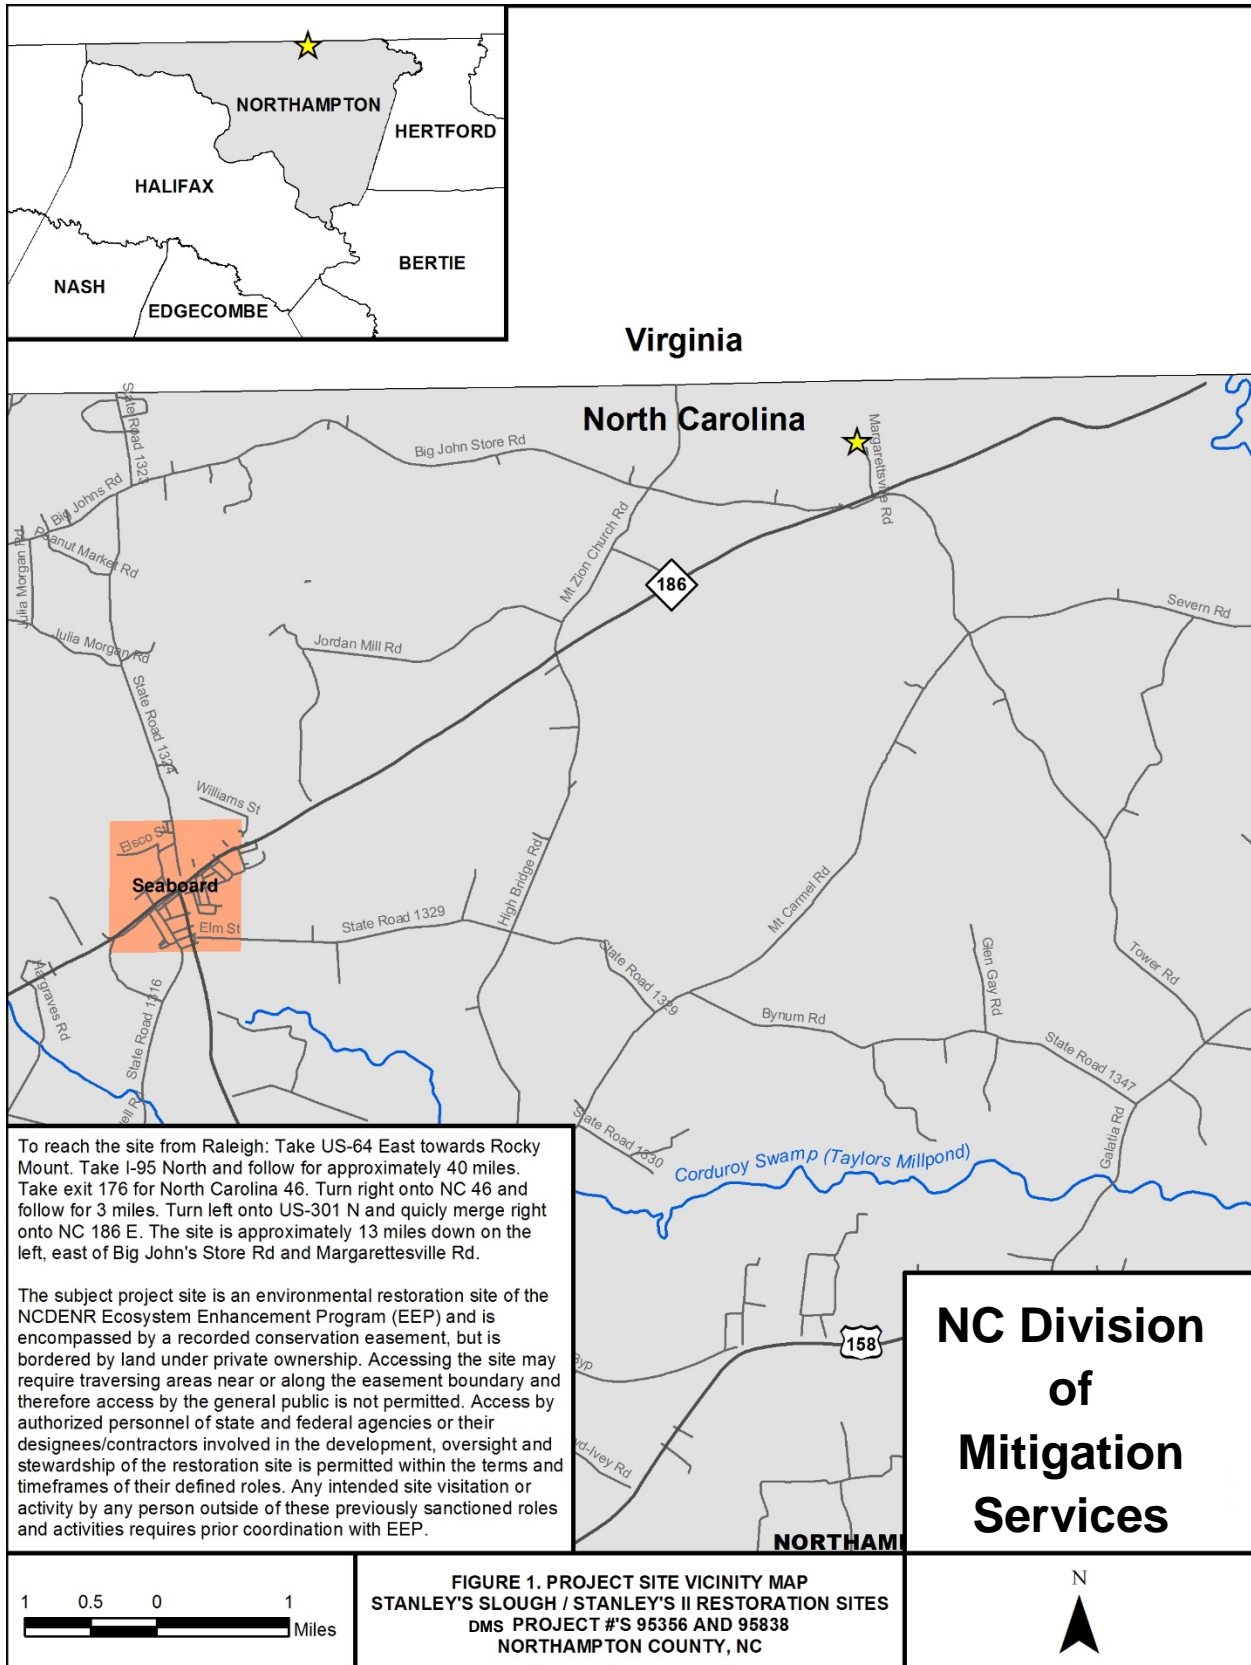 NORTHAMPTON
HERTFORD
HALIFAX
BERTIE
NASH
EDGECOMBE
Virginia
North Carolina
State Road 1323
Big John Store Rd
Margarettsville Rd
Big Johns Rd
Peanut Market Rd
Julia Morgan Rd
Mt Zion Church Rd
186
Severn Rd
Julia Morgan Rd
Jordan Mill Rd
State Road 1324
Williams St
Elsco St
Seaboard
High Bridge Rd
Mt Carmel Rd
Elm St
State Road 1329
State Road 1329
Glen Gay Rd
Tower Rd
Hargraves Rd
State Road 1316
Bynum Rd
State Road 1347
ell R
State Road 1330
Galatia Rd
Corduroy Swamp (Taylors Millpond)
To reach the site from Raleigh: Take US-64 East towards Rocky
Mount. Take I-95 North and follow for approximately 40 miles.
Take exit 176 for North Carolina 46. Turn right onto NC 46 and
follow for 3 miles. Turn left onto US-301 N and quicly merge right
onto NC 186 E. The site is approximately 13 miles down on the
left, east of Big John's Store Rd and Margarettesville Rd.
The subject project site is an environmental restoration site of the
NCDENR Ecosystem Enhancement Program (EEP) and is
encompassed by a recorded conservation easement, but is
bordered by land under private ownership. Accessing the site may
require traversing areas near or along the easement boundary and
therefore access by the general public is not permitted. Access by
authorized personnel of state and federal agencies or their
designees/contractors involved in the development, oversight and
stewardship of the restoration site is permitted within the terms and
timeframes of their defined roles. Any intended site visitation or
activity by any person outside of these previously sanctioned roles
and activities requires prior coordination with EEP.
Byp
158
yd-Ivey Rd
NORTHAM
NC Division
of
Mitigation
Services
1 0.5 0 1
Miles
FIGURE 1. PROJECT SITE VICINITY MAP
STANLEY'S SLOUGH / STANLEY'S II RESTORATION SITES
DMS PROJECT #'S 95356 AND 95838
NORTHAMPTON COUNTY, NC
N